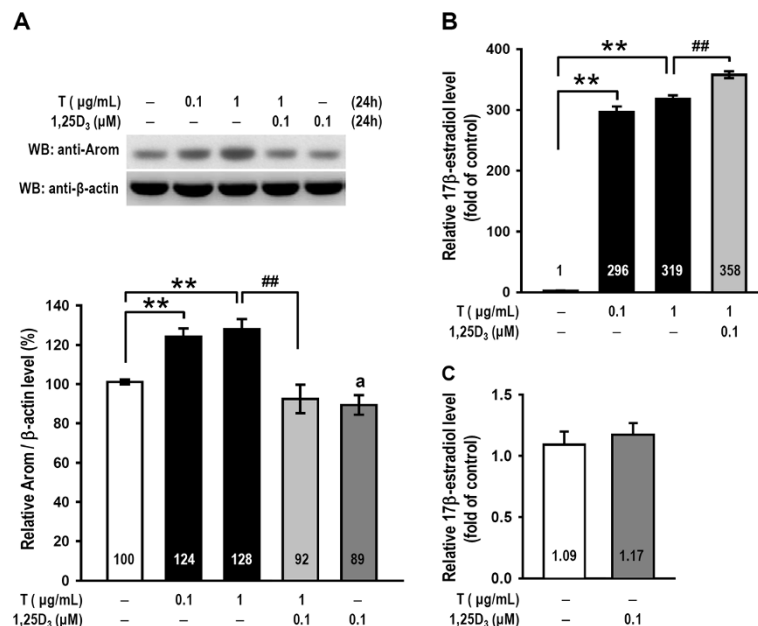 A
T ( µg/mL) – 0.1 1 1 – (24h)
1,25D₃ (µM) – – – 0.1 0.1 (24h)
WB: anti-Arom
WB: anti-β-actin
Relative Arom / β-actin level (%)
140
120
100
80
60
40
20
0
** ** ## a
100 124 128 92 89
T ( µg/mL) – 0.1 1 1 –
1,25D₃ (µM) – – – 0.1 0.1
B
Relative 17β-estradiol level
(fold of control)
400
300
200
100
0
** ** ##
1 296 319 358
T ( µg/mL) – 0.1 1 1
1,25D₃ (µM) – – – 0.1
C
Relative 17β-estradiol level
(fold of control)
1.5
1.0
0.5
0.0
1.09 1.17
T ( µg/mL) – –
1,25D₃ (µM) – 0.1